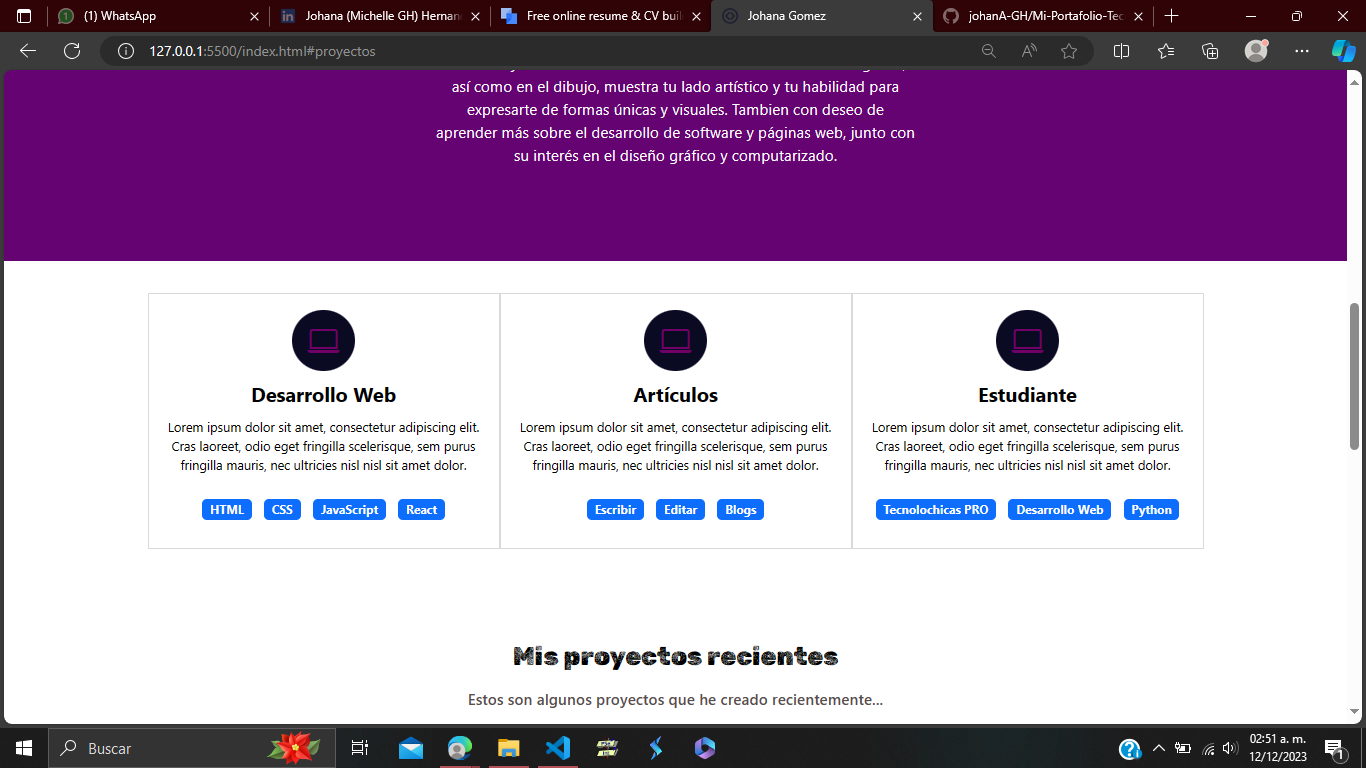 (1) WhatsApp
Johana (Michelle GH) Hernan
Free online resume & CV buil
Johana Gomez
johanA-GH/Mi-Portafolio-Tec
127.0.0.1:5500/index.html#proyectos
así como en el dibujo, muestra tu lado artístico y tu habilidad para
expresarte de formas únicas y visuales. Tambien con deseo de
aprender más sobre el desarrollo de software y páginas web, junto con
su interés en el diseño gráfico y computarizado.
Desarrollo Web
Lorem ipsum dolor sit amet, consectetur adipiscing elit.
Cras laoreet, odio eget fringilla scelerisque, sem purus
fringilla mauris, nec ultricies nisl nisl sit amet dolor.
HTML CSS JavaScript React
Artículos
Lorem ipsum dolor sit amet, consectetur adipiscing elit.
Cras laoreet, odio eget fringilla scelerisque, sem purus
fringilla mauris, nec ultricies nisl nisl sit amet dolor.
Escribir Editar Blogs
Estudiante
Lorem ipsum dolor sit amet, consectetur adipiscing elit.
Cras laoreet, odio eget fringilla scelerisque, sem purus
fringilla mauris, nec ultricies nisl nisl sit amet dolor.
Tecnolochicas PRO Desarrollo Web Python
Mis proyectos recientes
Estos son algunos proyectos que he creado recientemente...
Buscar
02:51 a. m.
12/12/2023
1